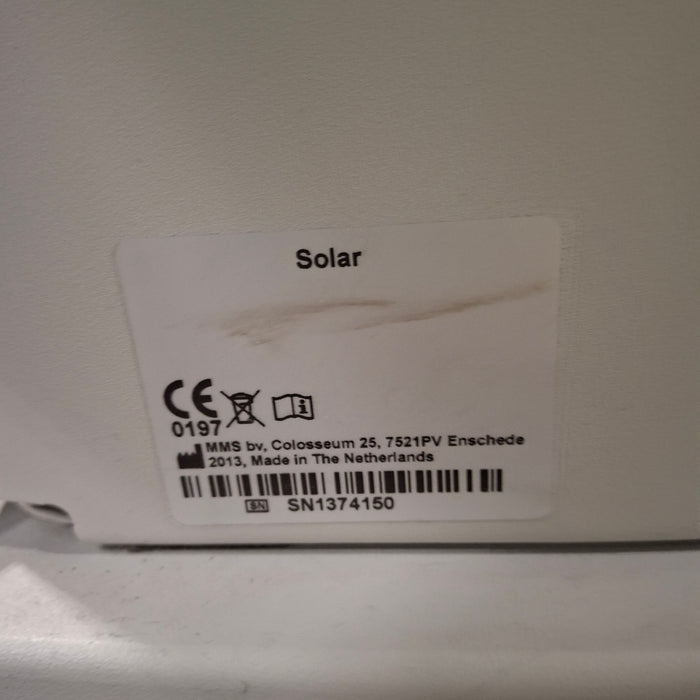 Solar
CE
0197
MMS bv, Colosseum 25, 7521PV Enschede
2013, Made in The Netherlands
SN SN1374150